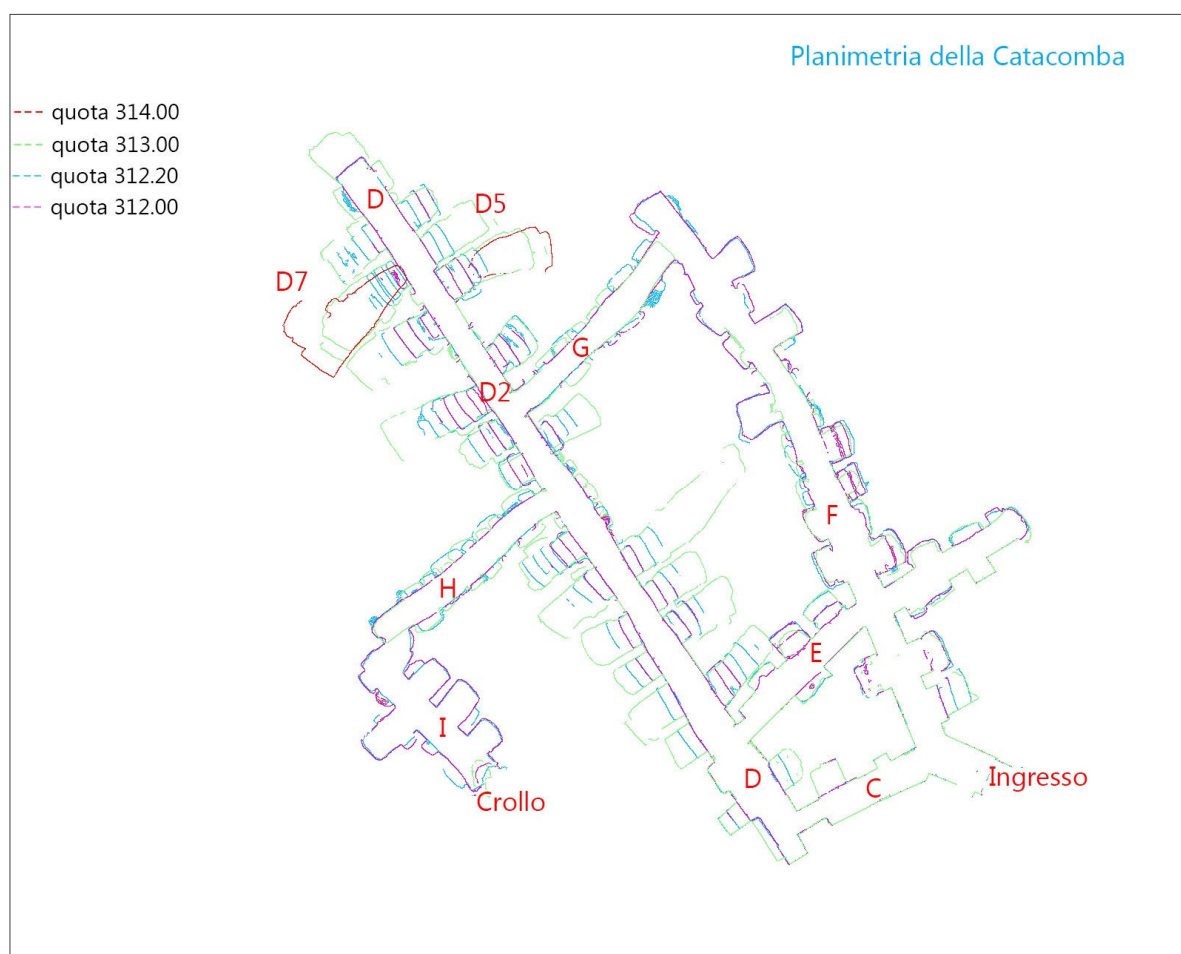 Planimetria della Catacomba
quota 314.00
quota 313.00
quota 312.20
quota 312.00
D
D5
D7
G
D2
F
H
E
I
D
C
Ingresso
Crollo